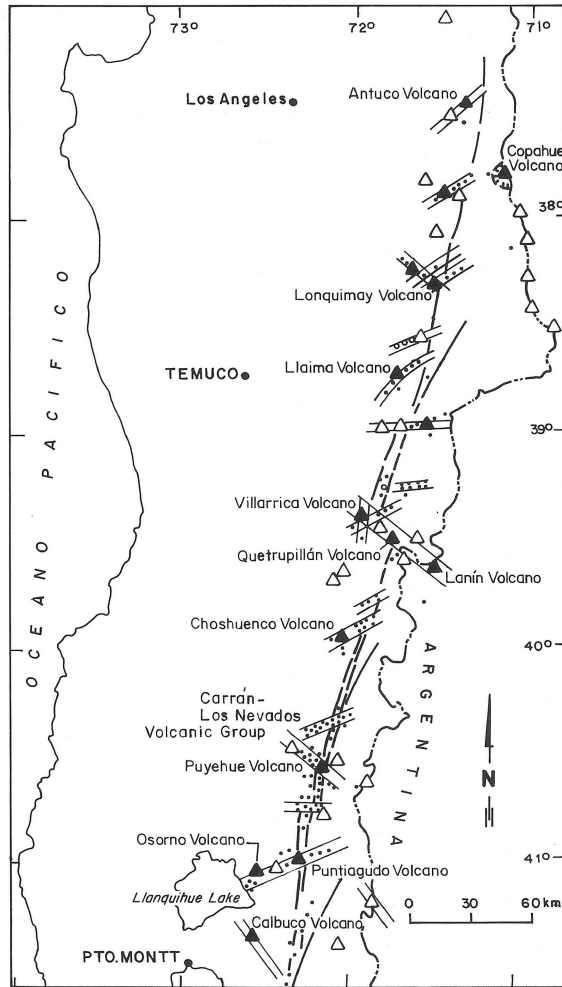 73°
72°
71°
Antuco Volcano
Los Angeles
Copahue
Volcano
38°
Lonquimay Volcano
Llaima Volcano
TEMUCO
39°
OCEANO PACIFICO
Villarrica Volcano
Quetrupillán Volcano
Lanín Volcano
Choshuenco Volcano
40°
ARGENTINA
Carrán-
Los Nevados
Volcanic Group
Puyehue Volcano
N
41°
Osorno Volcano
Puntiagudo Volcano
Llanquihue Lake
Calbuco Volcano
0 30 60 km
PTO. MONTT